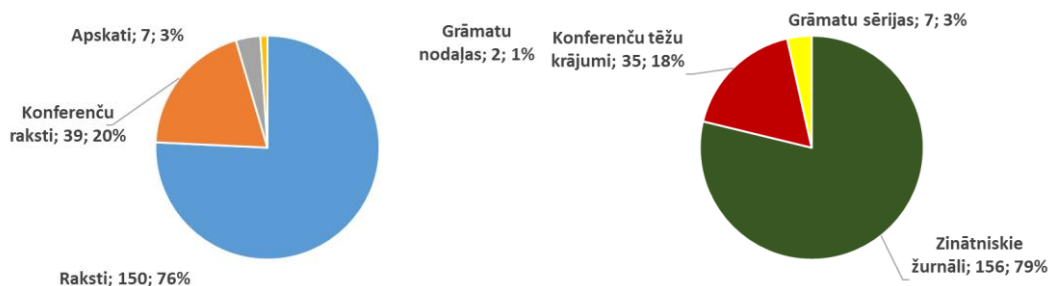 Apskati; 7; 3%
Konferenču
raksti; 39; 20%
Raksti; 150; 76%
Grāmatu
nodaļas; 2; 1%
Konferenču tēžu
krājumi; 35; 18%
Grāmatu sērijas; 7; 3%
Zinātniskie
žurnāli; 156; 79%